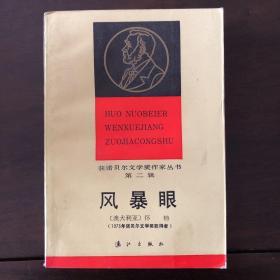 HUO NUOBEIER
WENXUEJIANG
ZUOJIACONGSHU
获诺贝尔文学奖作家丛书
第二辑
风暴眼
〔澳大利亚〕怀 特
（1973年诺贝尔文学奖获得者）
漓江出版社